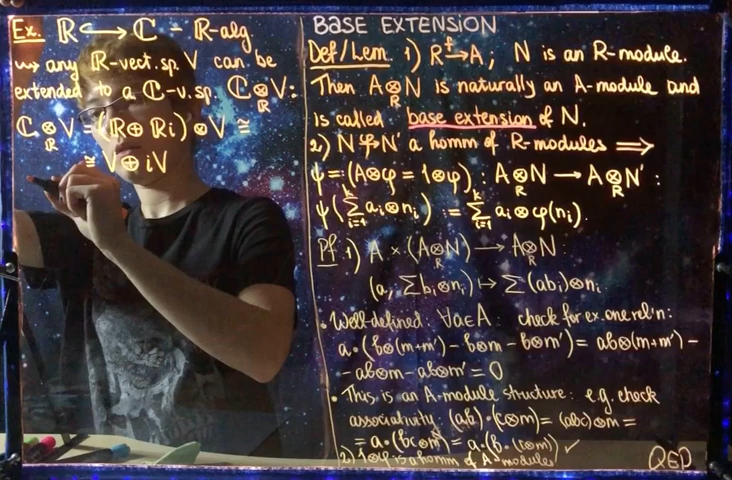 Ex. ℝ ↪ ℂ - ℝ-alg.
⇝ any ℝ-vect.sp. V can be
extended to a ℂ-v.sp. ℂ⊗_ℝ V:
ℂ⊗_ℝ V = (ℝ⊕ℝi)⊗V ≅
≅ V⊕iV
BASE EXTENSION
Def/Lem 1) R →^f A, N is an R-module.
Then A⊗_R N is naturally an A-module and
is called base extension of N.
2) N →^φ N' a homm of R-modules ⟹
ψ = (A⊗φ = 1⊗φ): A⊗_R N → A⊗_R N':
ψ(∑_{i=1}^k a_i⊗n_i) := ∑_{i=1}^k a_i⊗φ(n_i).
Pf. 1) A × (A⊗_R N) → A⊗_R N:
(a, ∑b_i⊗n_i) ↦ ∑(ab_i)⊗n_i
• Well-defined: ∀a∈A: check for ex. one rel'n:
a·(b⊗(m+m') - b⊗m - b⊗m') = ab⊗(m+m') -
- ab⊗m - ab⊗m' = 0
• This is an A-module structure: e.g. check
associativity (ab)·(c⊗m) = (abc)⊗m =
= a·(bc⊗m) = a·(b·(c⊗m)) ✓
2) 1⊗φ is a homm of A-modules QED